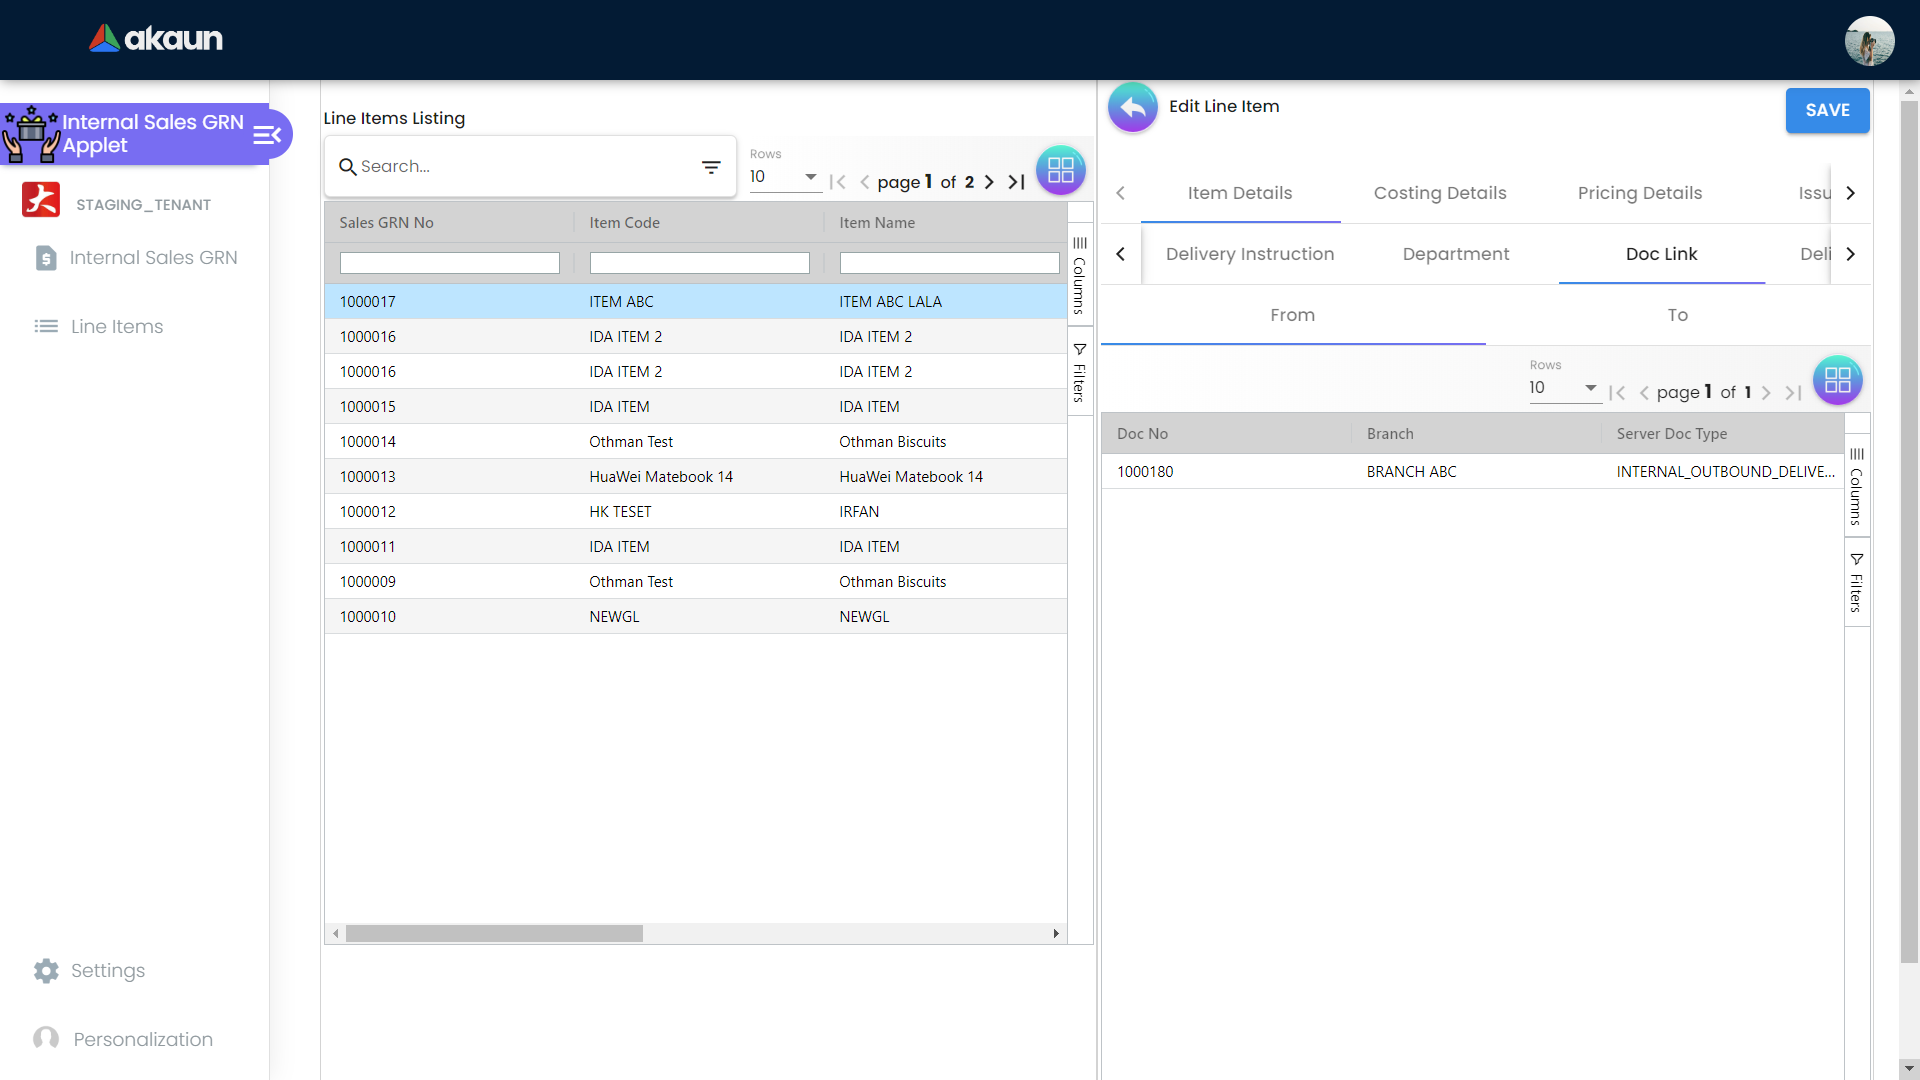 akaun
Internal Sales GRN
Applet
STAGING_TENANT
Internal Sales GRN
Line Items
Settings
Personalization
Line Items Listing
Search...
Rows
10
page 1 of 2
Sales GRN No Item Code Item Name
1000017 ITEM ABC ITEM ABC LALA
1000016 IDA ITEM 2 IDA ITEM 2
1000016 IDA ITEM 2 IDA ITEM 2
1000015 IDA ITEM IDA ITEM
1000014 Othman Test Othman Biscuits
1000013 HuaWei Matebook 14 HuaWei Matebook 14
1000012 HK TESET IRFAN
1000011 IDA ITEM IDA ITEM
1000009 Othman Test Othman Biscuits
1000010 NEWGL NEWGL
Columns
Filters
Edit Line Item
SAVE
Item Details Costing Details Pricing Details Issu
Delivery Instruction Department Doc Link Deli
From To
Rows
10
page 1 of 1
Doc No Branch Server Doc Type
1000180 BRANCH ABC INTERNAL_OUTBOUND_DELIVE...
Columns
Filters